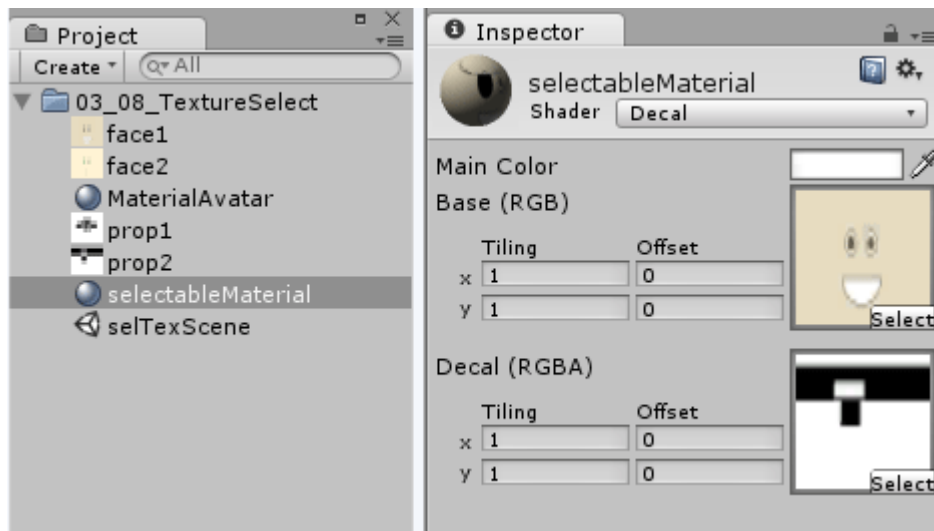 Project
Create
All
03_08_TextureSelect
face1
face2
MaterialAvatar
prop1
prop2
selectableMaterial
selTexScene
Inspector
selectableMaterial
Shader Decal
Main Color
Base (RGB)
Tiling Offset
x 1 0
y 1 0
Select
Decal (RGBA)
Tiling Offset
x 1 0
y 1 0
Select